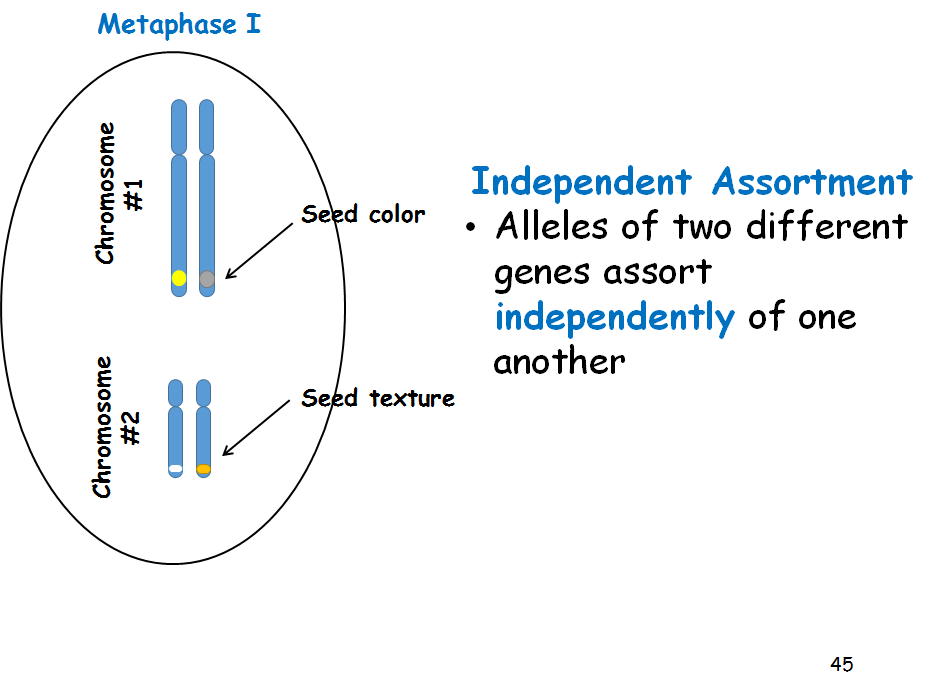 Metaphase I
Chromosome
#1
Seed color
Chromosome
#2
Seed texture
Independent Assortment
• Alleles of two different
genes assort
independently of one
another
45